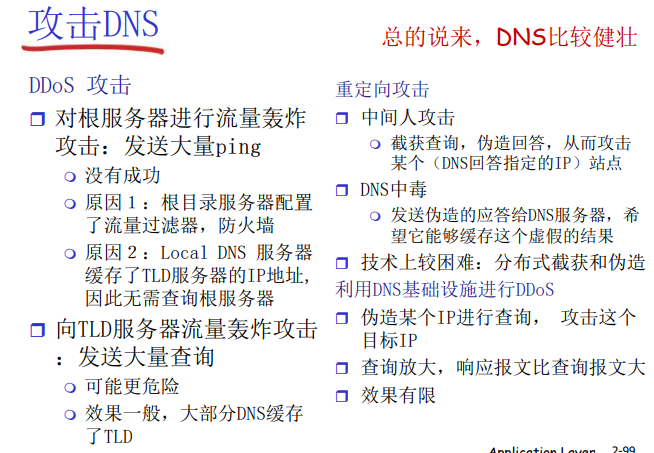 攻击DNS
总的说来，DNS比较健壮
DDoS 攻击
❒ 对根服务器进行流量轰炸
攻击：发送大量ping
○ 没有成功
○ 原因1：根目录服务器配置
了流量过滤器，防火墙
○ 原因2：Local DNS 服务器
缓存了TLD服务器的IP地址,
因此无需查询根服务器
❒ 向TLD服务器流量轰炸攻击
：发送大量查询
○ 可能更危险
○ 效果一般，大部分DNS缓存
了TLD
重定向攻击
❒ 中间人攻击
○ 截获查询，伪造回答，从而攻击
某个（DNS回答指定的IP）站点
❒ DNS中毒
○ 发送伪造的应答给DNS服务器，希
望它能够缓存这个虚假的结果
❒ 技术上较困难：分布式截获和伪造
利用DNS基础设施进行DDoS
❒ 伪造某个IP进行查询， 攻击这个
目标IP
❒ 查询放大，响应报文比查询报文大
❒ 效果有限
Application Layer 2-99